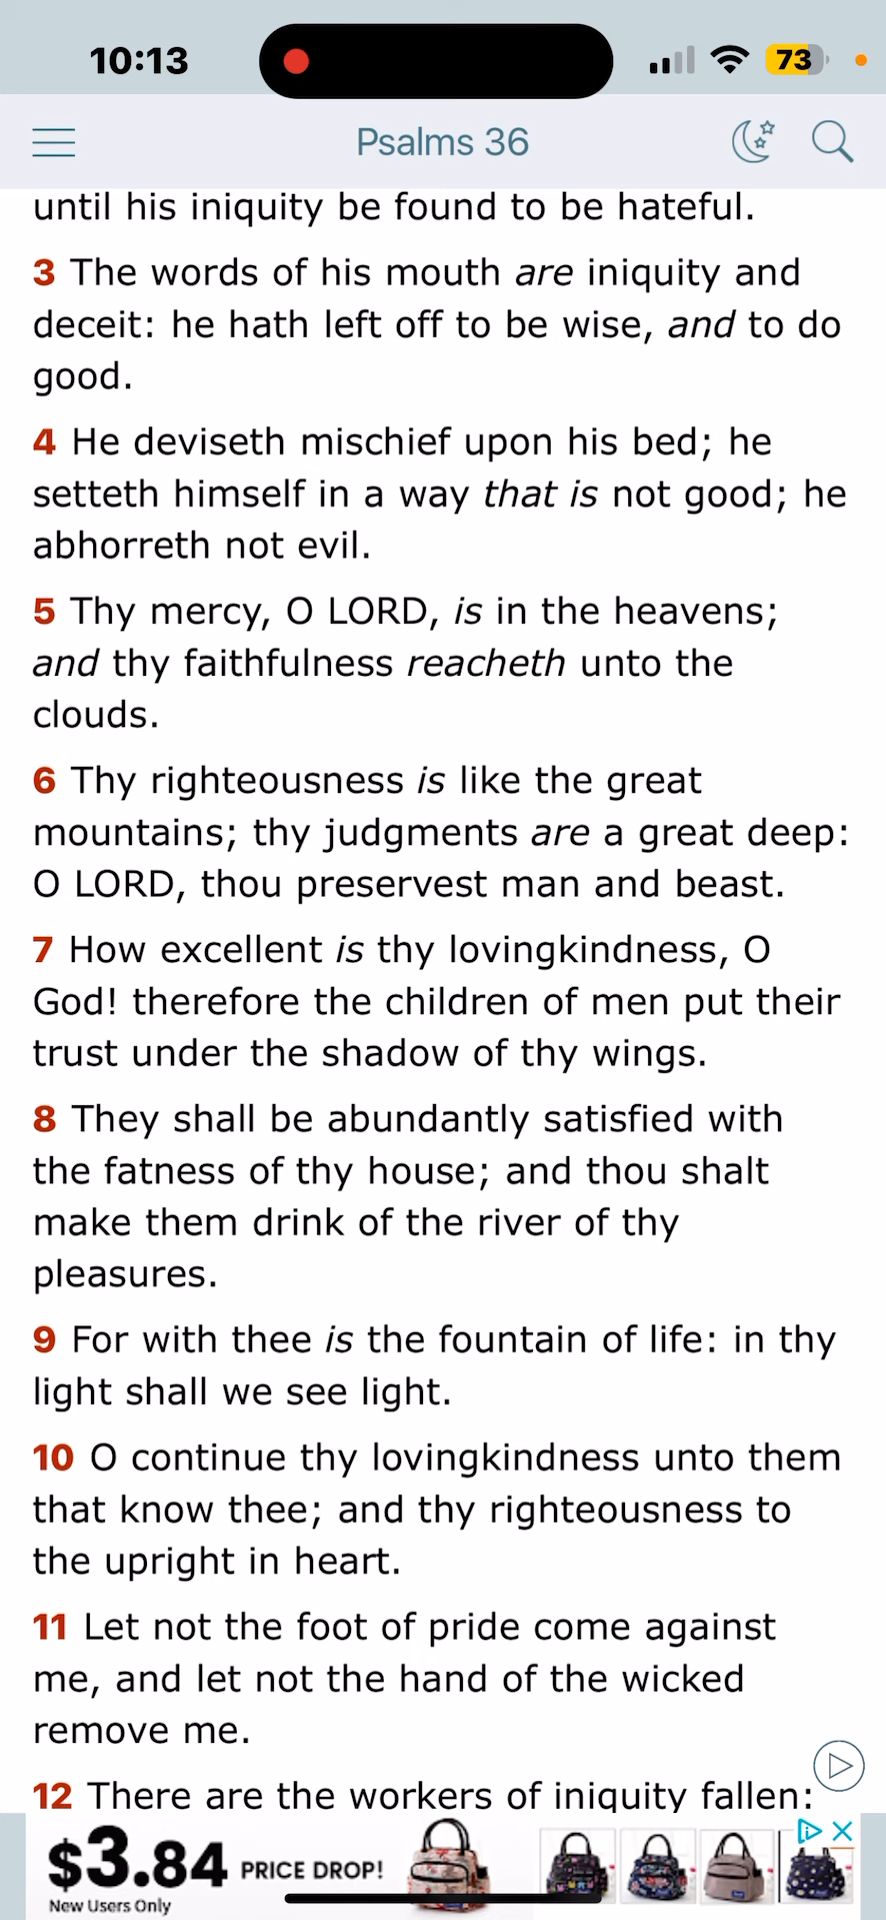 10:13
73
Psalms 36
until his iniquity be found to be hateful.
3 The words of his mouth are iniquity and
deceit: he hath left off to be wise, and to do
good.
4 He deviseth mischief upon his bed; he
setteth himself in a way that is not good; he
abhorreth not evil.
5 Thy mercy, O LORD, is in the heavens;
and thy faithfulness reacheth unto the
clouds.
6 Thy righteousness is like the great
mountains; thy judgments are a great deep:
O LORD, thou preservest man and beast.
7 How excellent is thy lovingkindness, O
God! therefore the children of men put their
trust under the shadow of thy wings.
8 They shall be abundantly satisfied with
the fatness of thy house; and thou shalt
make them drink of the river of thy
pleasures.
9 For with thee is the fountain of life: in thy
light shall we see light.
10 O continue thy lovingkindness unto them
that know thee; and thy righteousness to
the upright in heart.
11 Let not the foot of pride come against
me, and let not the hand of the wicked
remove me.
12 There are the workers of iniquity fallen:
$3.84 PRICE DROP!
New Users Only